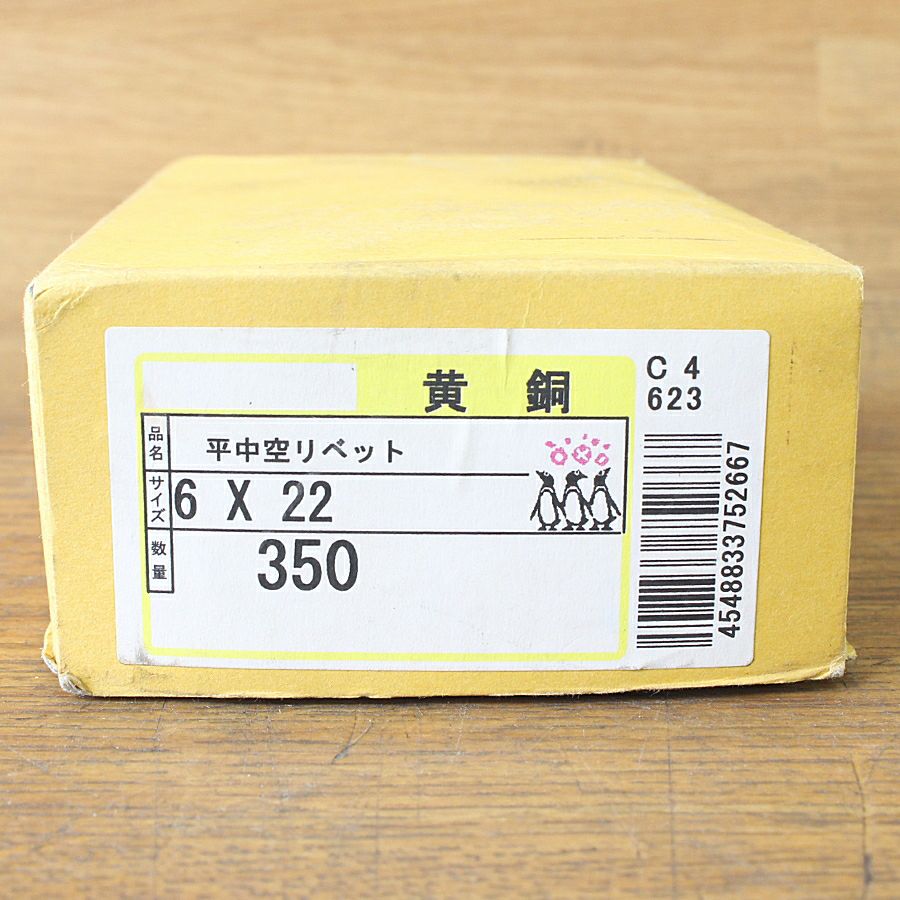 黄 銅
C 4
623
品名 平中空リベット
サイズ 6 X 22
数量 350
4548833752667